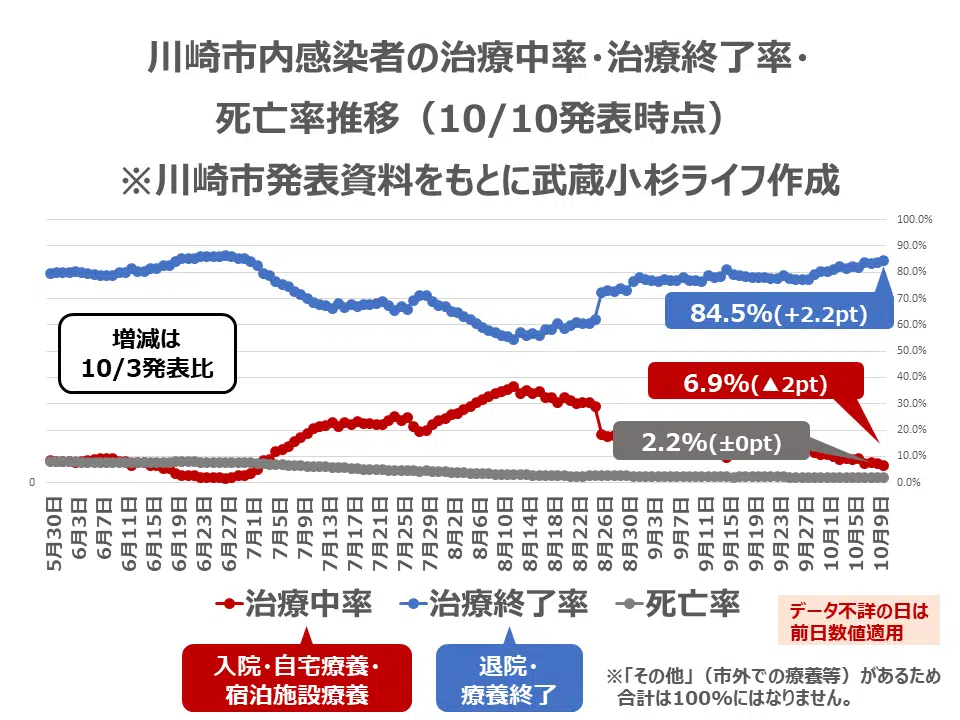 川崎市内感染者の治療中率･治療終了率･
死亡率推移（10/10発表時点）
※川崎市発表資料をもとに武蔵小杉ライフ作成
100.0%
90.0%
80.0%
70.0%
60.0%
50.0%
40.0%
30.0%
20.0%
10.0%
0.0%
0
84.5%(+2.2pt)
増減は
10/3発表比
6.9%(▲2pt)
2.2%(±0pt)
5月30日
6月3日
6月7日
6月11日
6月15日
6月19日
6月23日
6月27日
7月1日
7月5日
7月9日
7月13日
7月17日
7月21日
7月25日
7月29日
8月2日
8月6日
8月10日
8月14日
8月18日
8月22日
8月26日
8月30日
9月3日
9月7日
9月11日
9月15日
9月19日
9月23日
9月27日
10月1日
10月5日
10月9日
治療中率
治療終了率
死亡率
入院･自宅療養･
宿泊施設療養
退院･
療養終了
データ不詳の日は
前日数値適用
※「その他」（市外での療養等）があるため
合計は100%にはなりません。